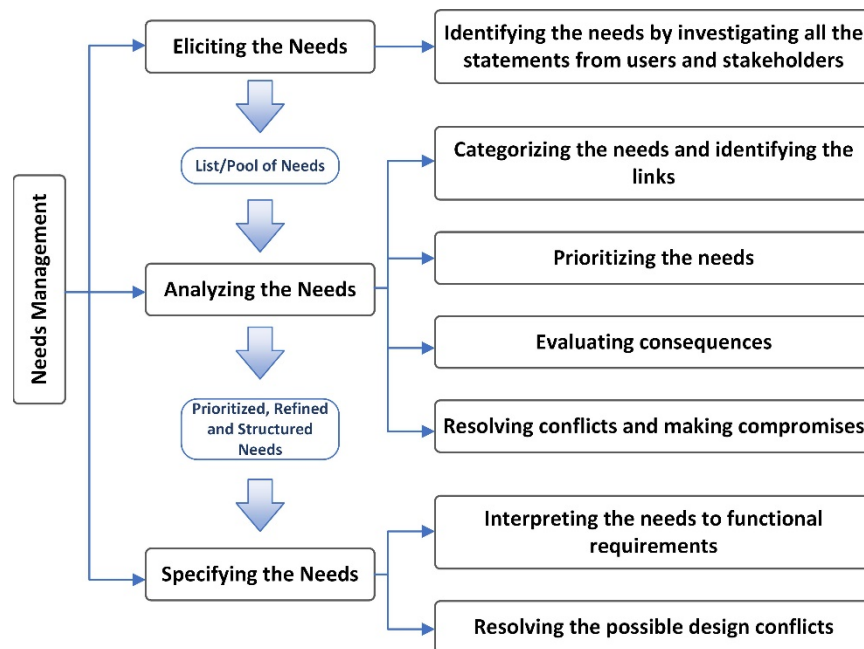 Needs Management
Eliciting the Needs
Identifying the needs by investigating all the
statements from users and stakeholders
List/Pool of Needs
Categorizing the needs and identifying the
links
Analyzing the Needs
Prioritizing the needs
Evaluating consequences
Prioritized, Refined
and Structured
Needs
Resolving conflicts and making compromises
Specifying the Needs
Interpreting the needs to functional
requirements
Resolving the possible design conflicts